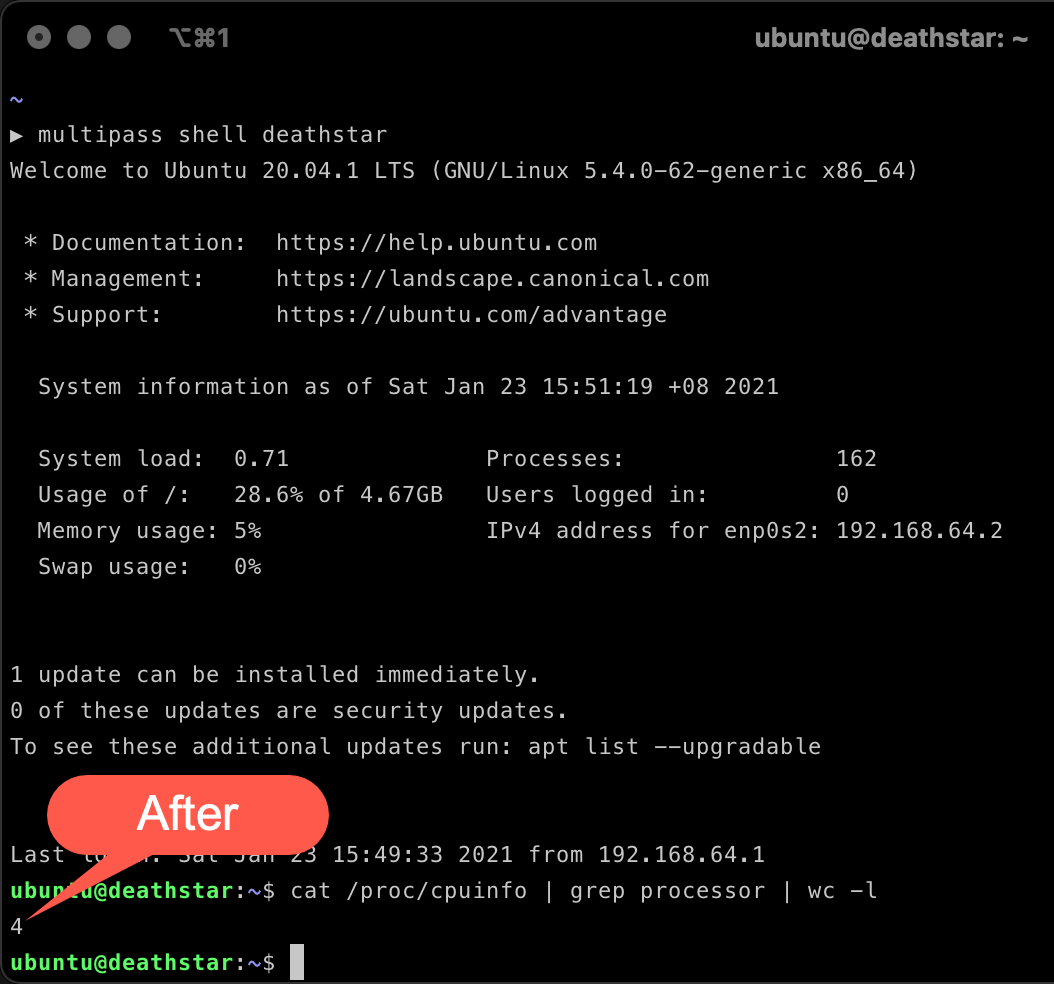 ⌥⌘1
ubuntu@deathstar: ~
~
▶ multipass shell deathstar
Welcome to Ubuntu 20.04.1 LTS (GNU/Linux 5.4.0-62-generic x86_64)
* Documentation:  https://help.ubuntu.com
* Management:     https://landscape.canonical.com
* Support:        https://ubuntu.com/advantage
System information as of Sat Jan 23 15:51:19 +08 2021
System load:  0.71              Processes:               162
Usage of /:   28.6% of 4.67GB   Users logged in:         0
Memory usage: 5%                IPv4 address for enp0s2: 192.168.64.2
Swap usage:   0%
1 update can be installed immediately.
0 of these updates are security updates.
To see these additional updates run: apt list --upgradable
After
Last Sat Jan 23 15:49:33 2021 from 192.168.64.1
ubuntu@deathstar:~$ cat /proc/cpuinfo | grep processor | wc -l
4
ubuntu@deathstar:~$